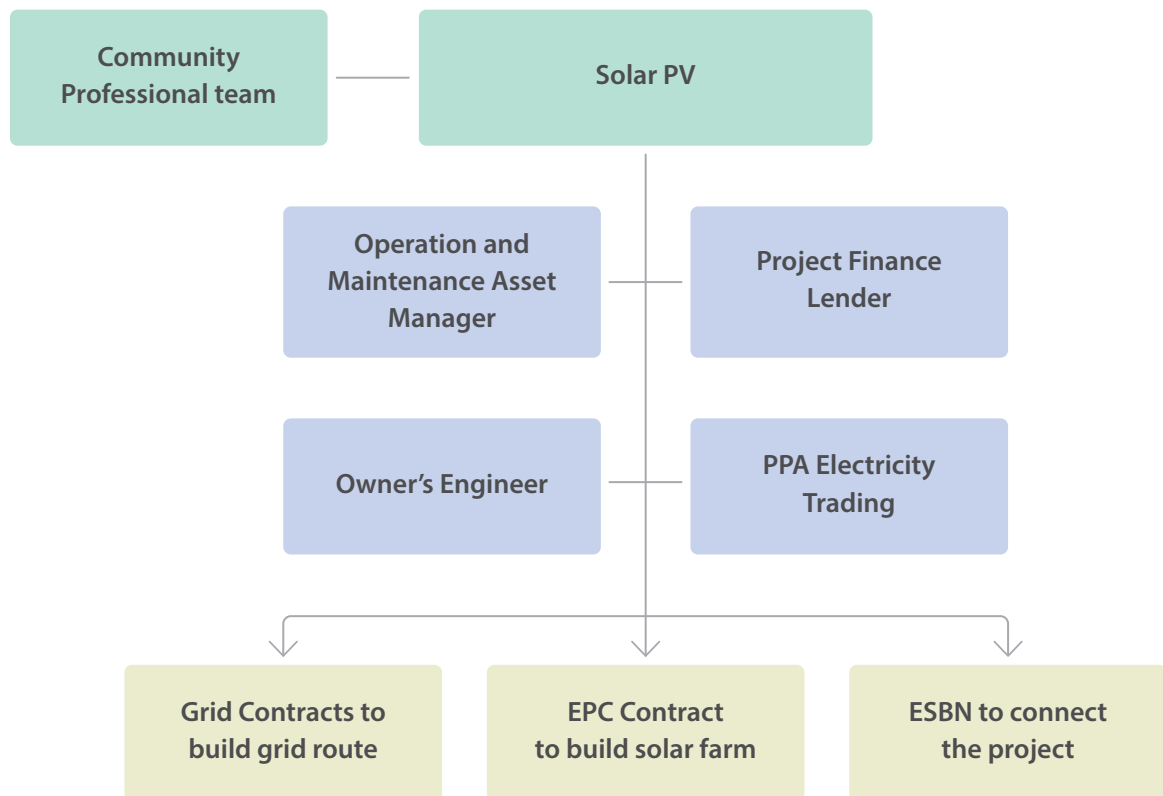 Community
Professional team
Solar PV
Operation and
Maintenance Asset
Manager
Project Finance
Lender
Owner’s Engineer
PPA Electricity
Trading
Grid Contracts to
build grid route
EPC Contract
to build solar farm
ESBN to connect
the project